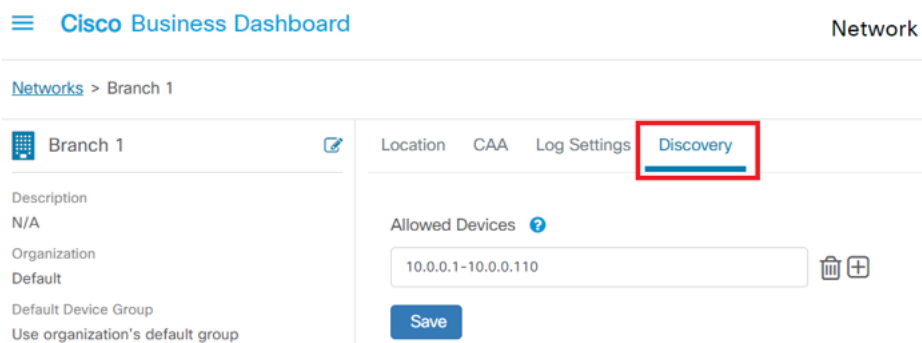 Cisco Business Dashboard
Network
Networks > Branch 1
Branch 1
Location CAA Log Settings Discovery
Description
N/A
Organization
Default
Default Device Group
Use organization's default group
Allowed Devices ?
10.0.0.1-10.0.0.110
Save